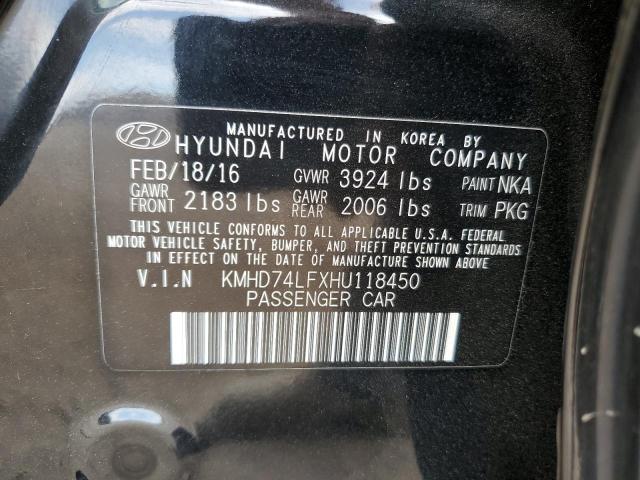 MANUFACTURED IN KOREA BY
HYUNDAI MOTOR COMPANY
FEB/18/16 GVWR 3924 lbs PAINT NKA
GAWR FRONT 2183 lbs GAWR REAR 2006 lbs TRIM PKG
THIS VEHICLE CONFORMS TO ALL APPLICABLE U.S.A. FEDERAL
MOTOR VEHICLE SAFETY, BUMPER, AND THEFT PREVENTION STANDARDS
IN EFFECT ON THE DATE OF MANUFACTURE SHOWN ABOVE.
V.I.N KMHD74LFXHU118450
PASSENGER CAR